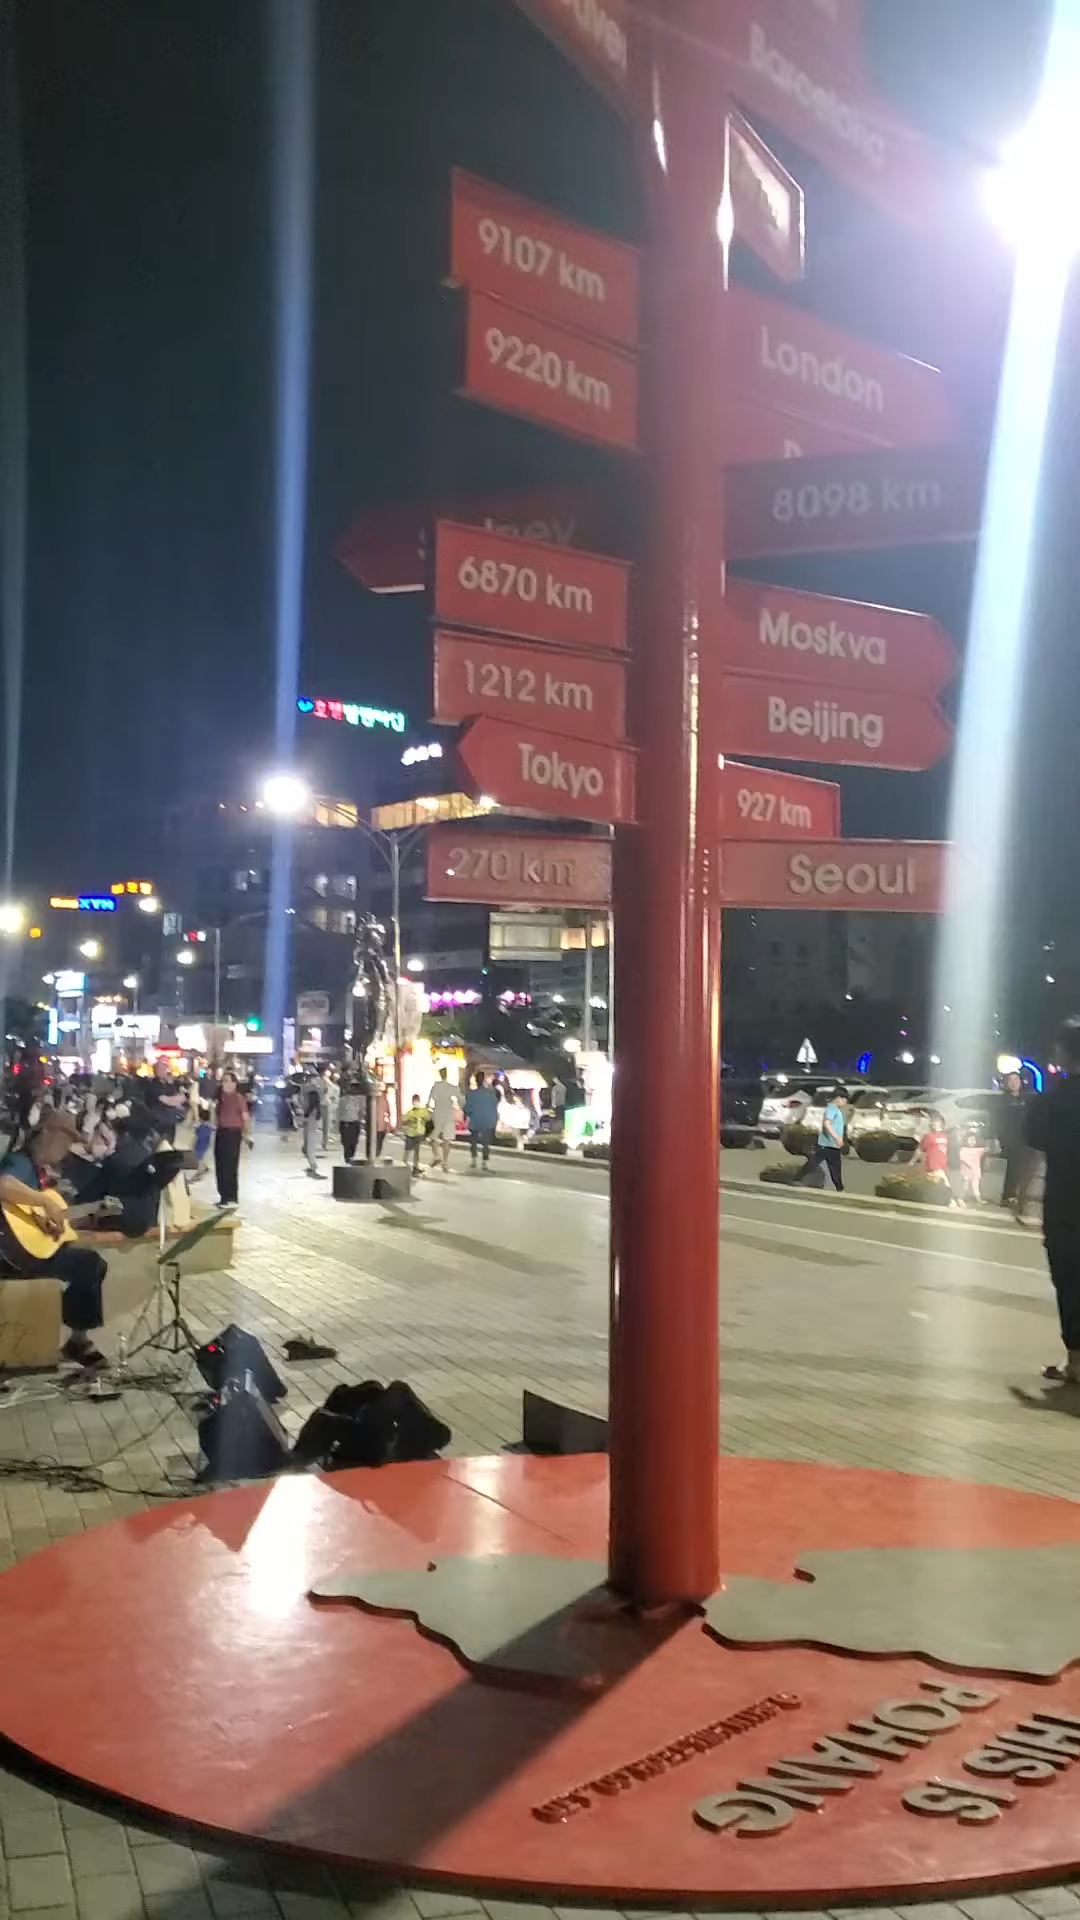 Barcelona
9107 km
London
9220 km
8098 km
6870 km
Moskva
1212 km
Beijing
Tokyo
927 km
270 km
Seoul
THIS IS
POHANG